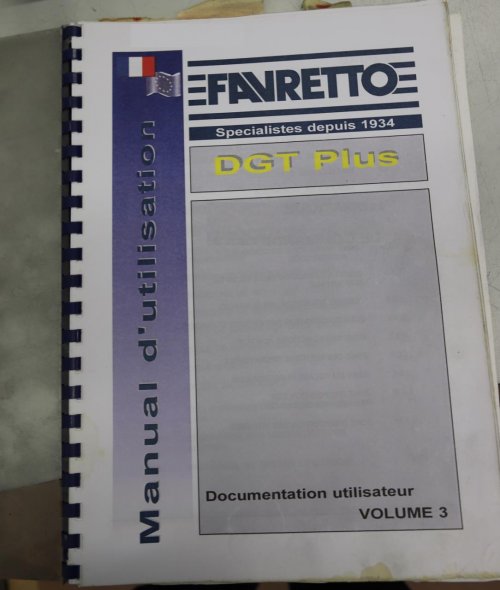 FAVRETTO
Specialistes depuis 1934
DGT Plus
Manual d'utilisation
Documentation utilisateur
VOLUME 3